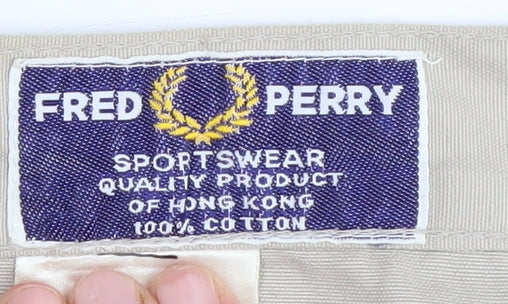 FRED PERRY
SPORTSWEAR
QUALITY PRODUCT
OF HONG KONG
100% COTTON